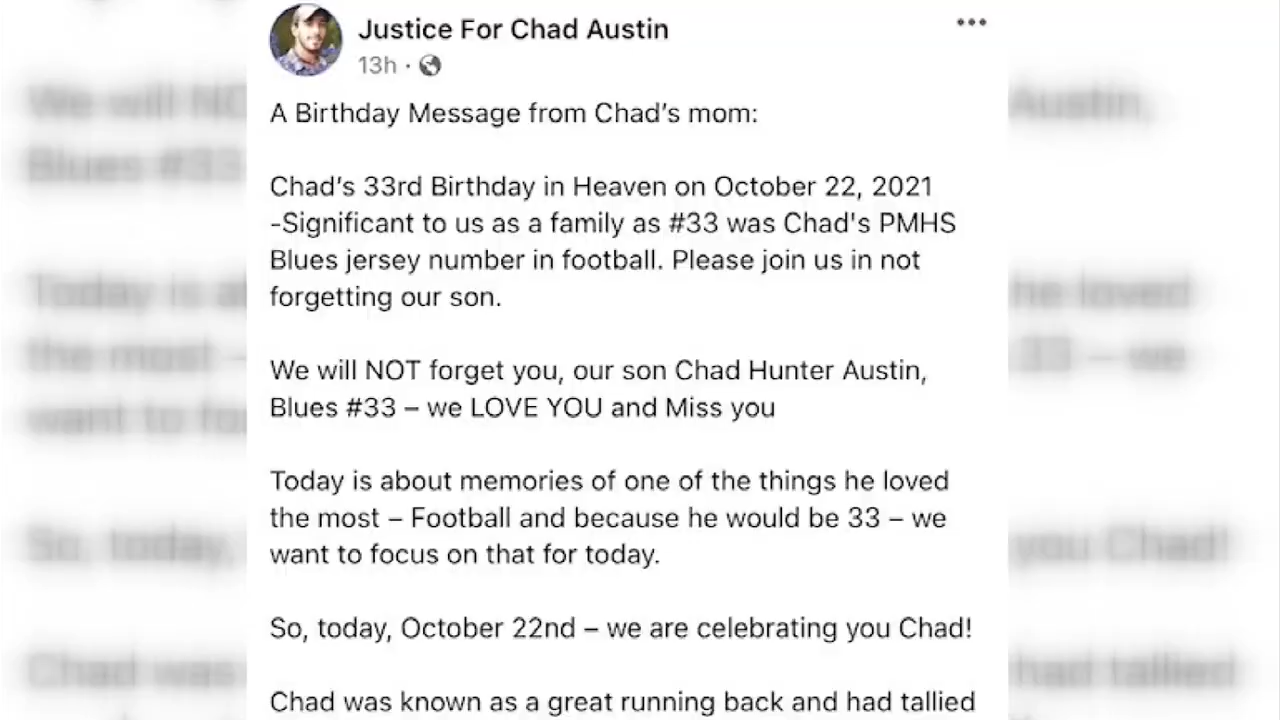 Justice For Chad Austin
•••
13h ·
A Birthday Message from Chad's mom:
Chad's 33rd Birthday in Heaven on October 22, 2021
-Significant to us as a family as #33 was Chad's PMHS
Blues jersey number in football. Please join us in not
forgetting our son.
We will NOT forget you, our son Chad Hunter Austin,
Blues #33 – we LOVE YOU and Miss you
Today is about memories of one of the things he loved
the most – Football and because he would be 33 – we
want to focus on that for today.
So, today, October 22nd – we are celebrating you Chad!
Chad was known as a great running back and had tallied